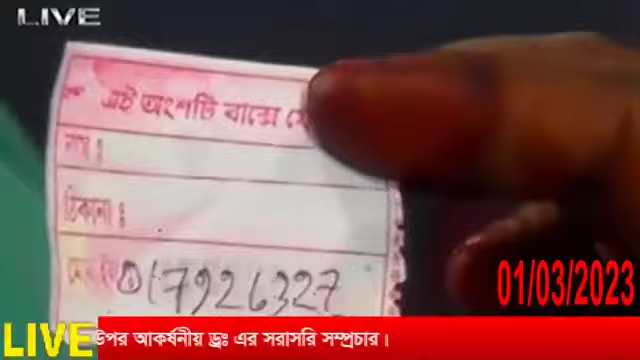 LIVE
এই অংশটি বাক্সে
নাম :
ঠিকানা :
017926327
01/03/2023
LIVE উপর আকর্ষনীয় ড্রঃ এর সরাসরি সম্প্রচার।